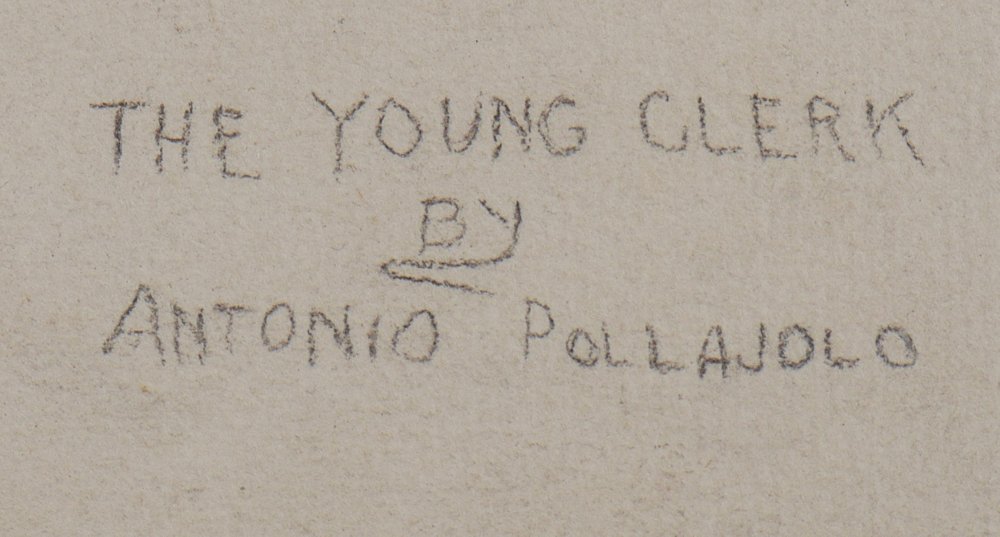 THE YOUNG CLERK
BY
ANTONIO POLLAJOLO